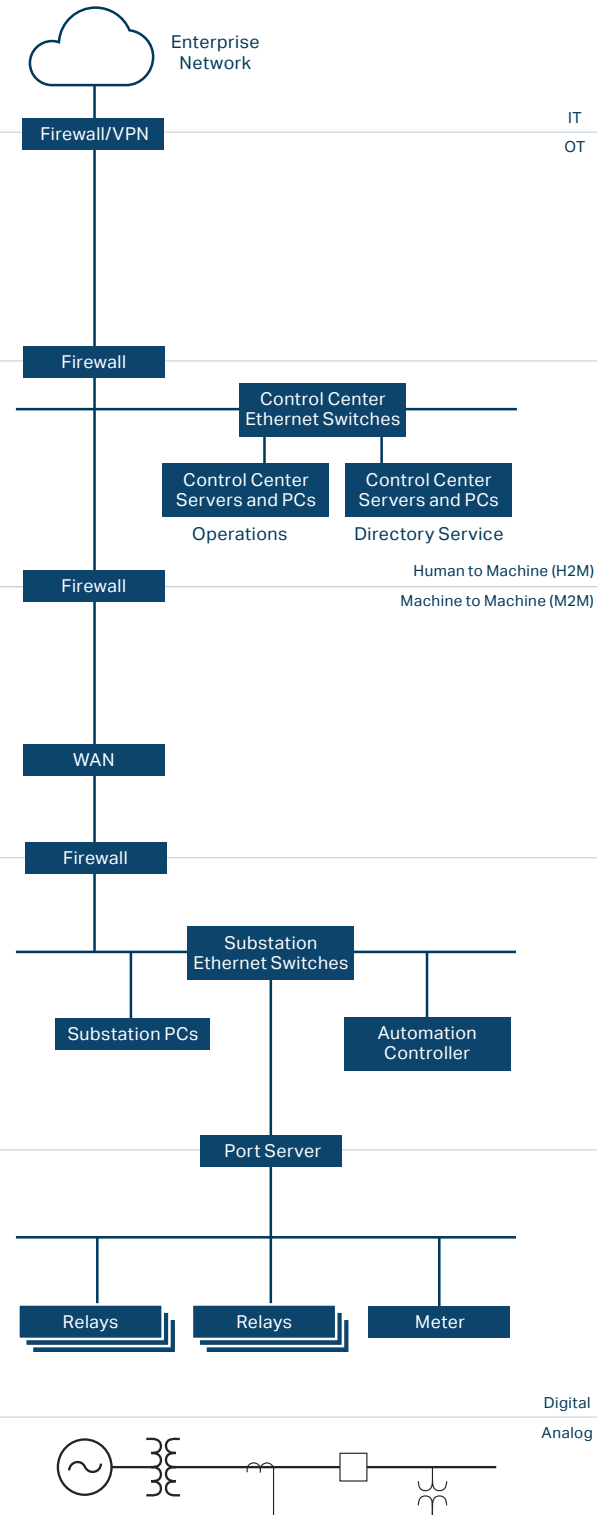 Enterprise
Network
IT
Firewall/VPN
OT
Firewall
Control Center
Ethernet Switches
Control Center
Servers and PCs
Control Center
Servers and PCs
Operations
Directory Service
Human to Machine (H2M)
Firewall
Machine to Machine (M2M)
WAN
Firewall
Substation
Ethernet Switches
Substation PCs
Automation
Controller
Port Server
Relays
Relays
Meter
Digital
Analog